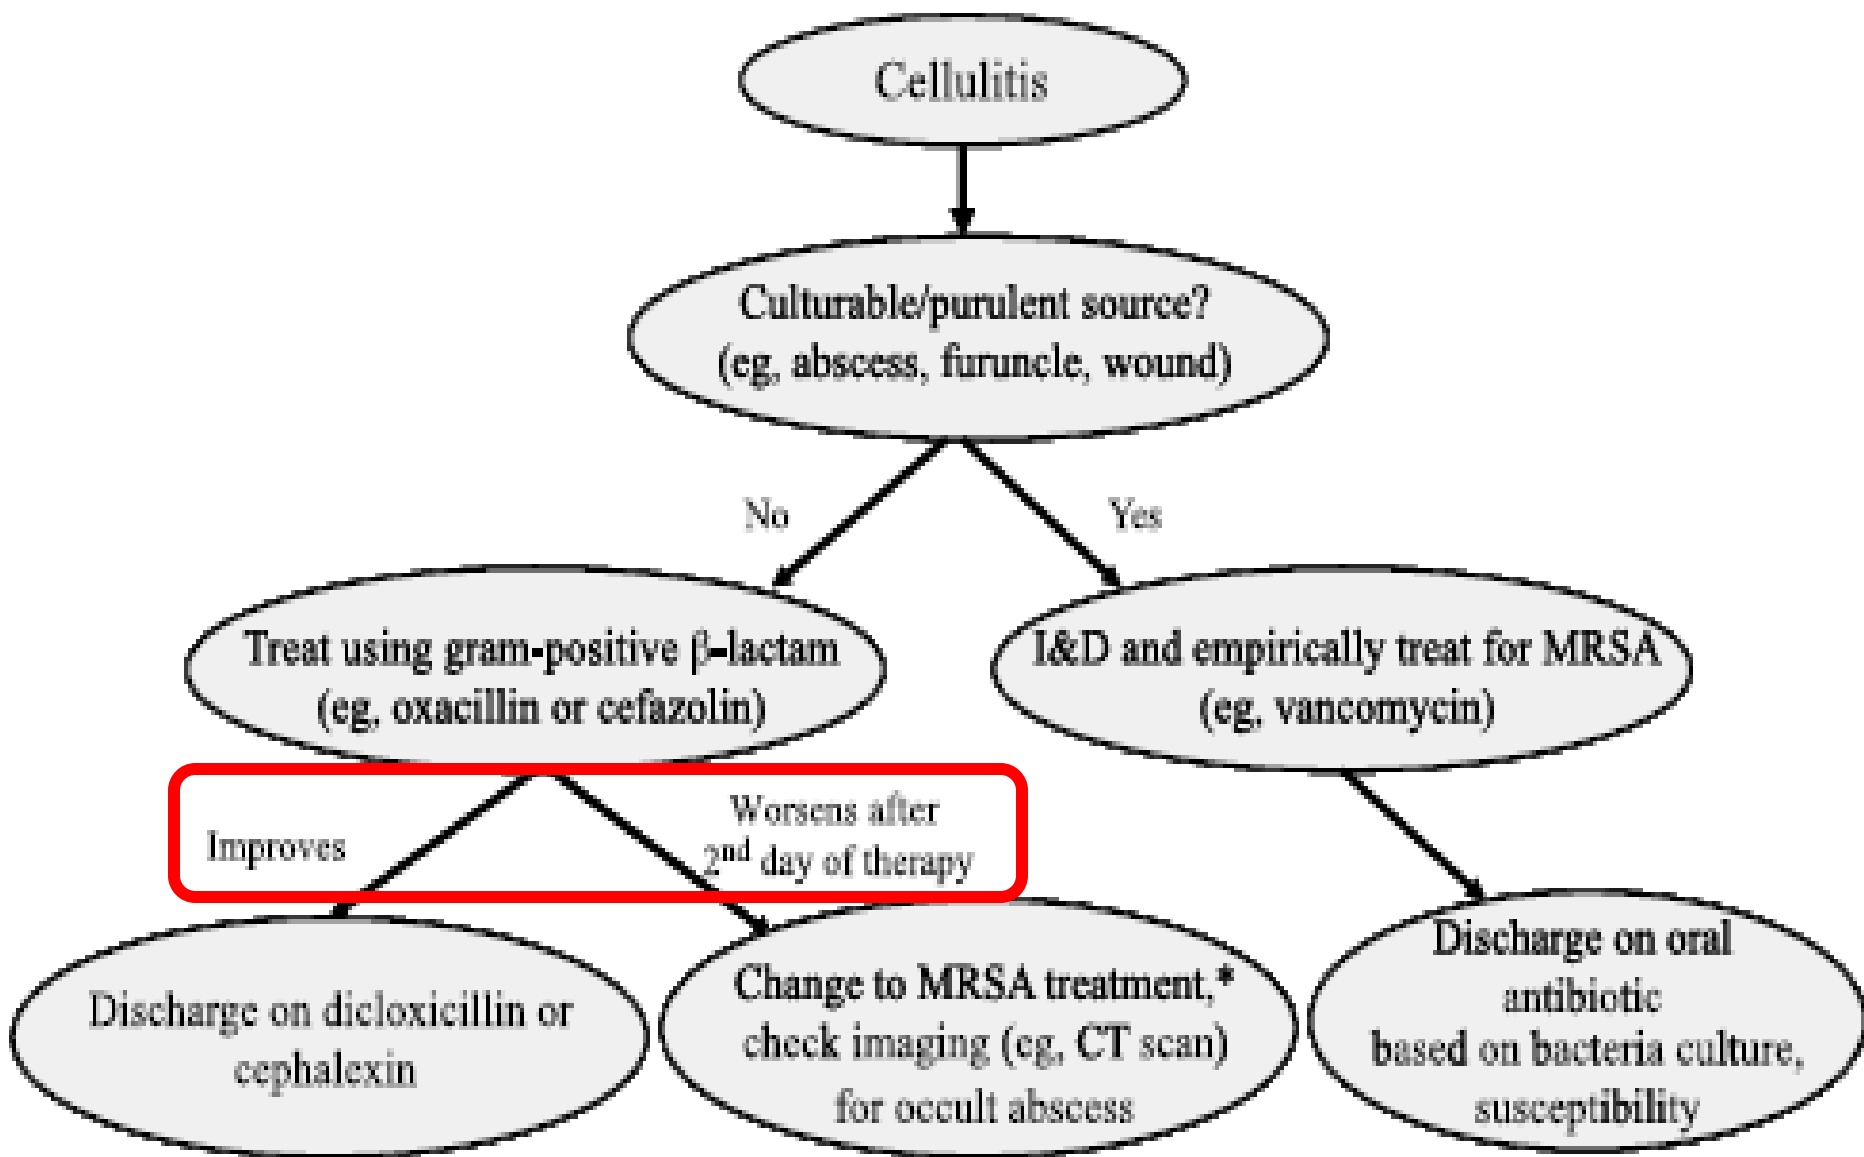 Cellulitis
Culturable/purulent source?
(eg, abscess, furuncle, wound)
No
Yes
Treat using gram-positive β-lactam
(eg, oxacillin or cefazolin)
I&D and empirically treat for MRSA
(eg, vancomycin)
Improves
Worsens after
2nd day of therapy
Discharge on dicloxicillin or
cephalexin
Change to MRSA treatment,*
check imaging (eg, CT scan)
for occult abscess
Discharge on oral
antibiotic
based on bacteria culture,
susceptibility